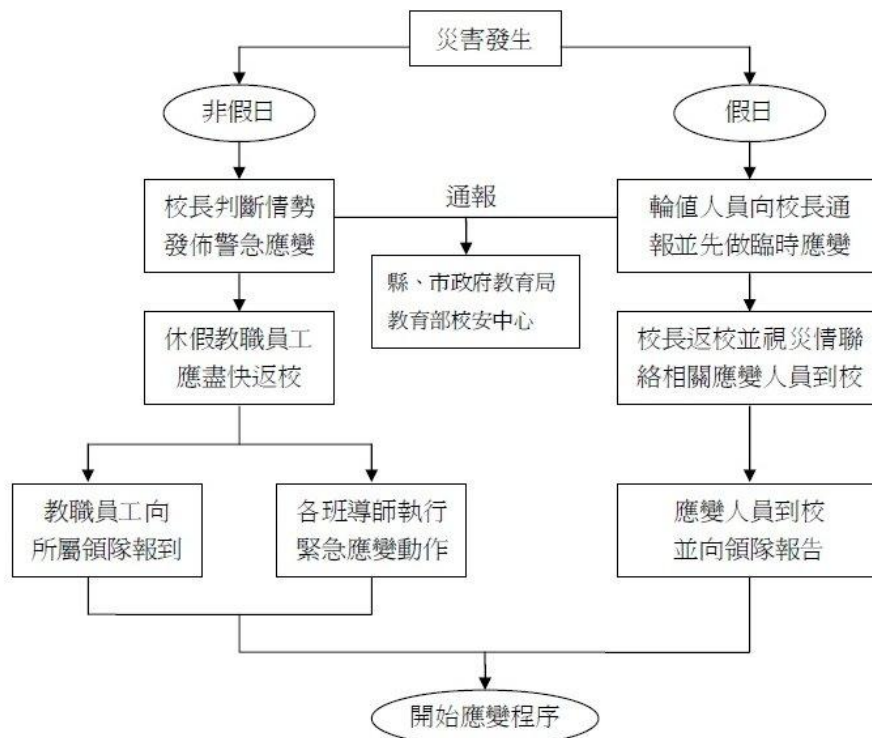 災害發生
非假日
假日
校長判斷情勢
發佈警急應變
通報
輪值人員向校長通
報並先做臨時應變
縣、市政府教育局
教育部校安中心
休假教職員工
應盡快返校
校長返校並視災情聯
絡相關應變人員到校
教職員工向
所屬領隊報到
各班導師執行
緊急應變動作
應變人員到校
並向領隊報告
開始應變程序